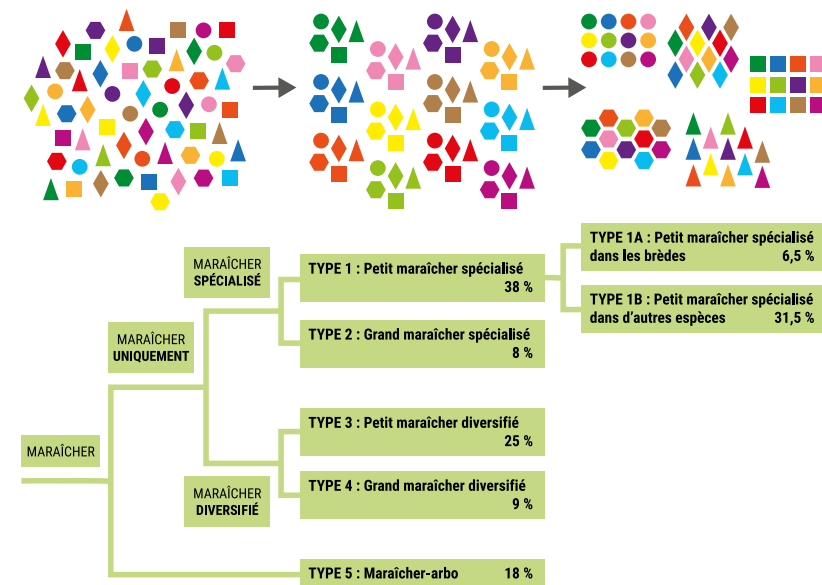 TYPE 1A : Petit maraîcher spécialisé
dans les brèdes 6,5 %
MARAÎCHER
SPÉCIALISÉ
TYPE 1 : Petit maraîcher spécialisé
38 %
TYPE 1B : Petit maraîcher spécialisé
dans d'autres espèces 31,5 %
MARAÎCHER
UNIQUEMENT
TYPE 2 : Grand maraîcher spécialisé
8 %
MARAÎCHER
TYPE 3 : Petit maraîcher diversifié
25 %
MARAÎCHER
DIVERSIFIÉ
TYPE 4 : Grand maraîcher diversifié
9 %
TYPE 5 : Maraîcher-arbo 18 %